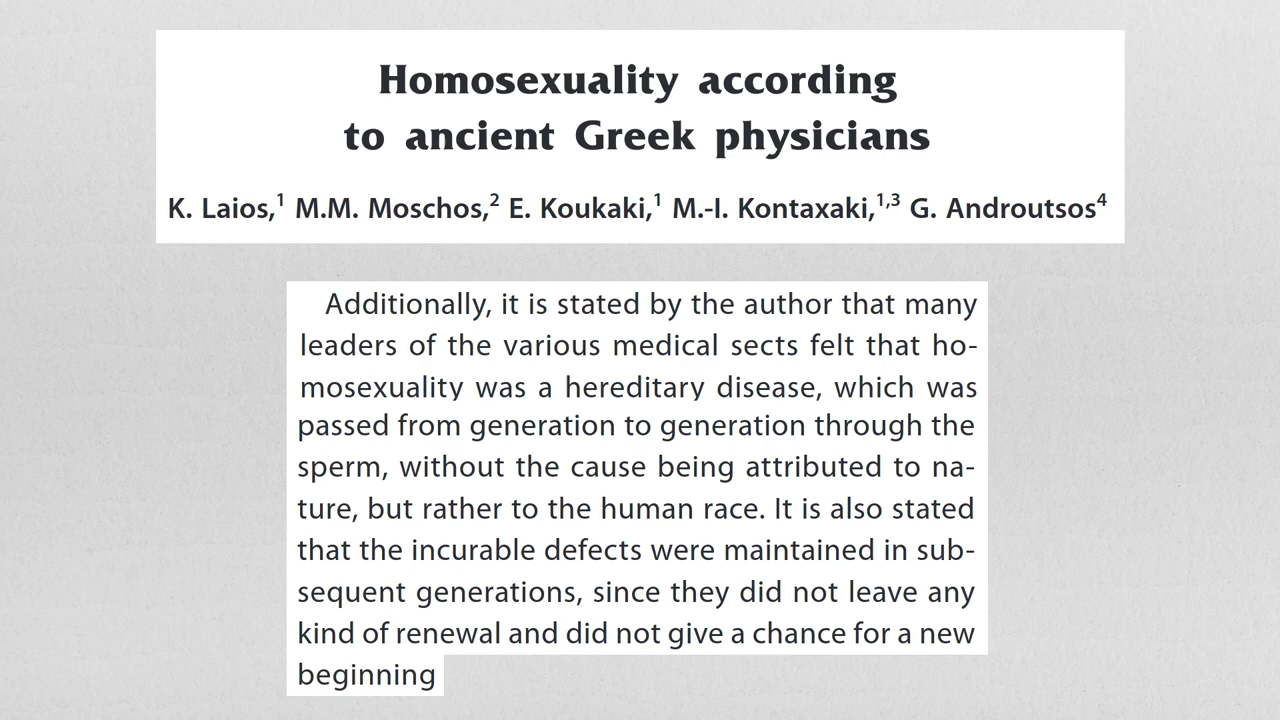 Homosexuality according
to ancient Greek physicians
K. Laios,¹ M.M. Moschos,² E. Koukaki,¹ M.-I. Kontaxaki,¹,³ G. Androutsos⁴
Additionally, it is stated by the author that many
leaders of the various medical sects felt that ho-
mosexuality was a hereditary disease, which was
passed from generation to generation through the
sperm, without the cause being attributed to na-
ture, but rather to the human race. It is also stated
that the incurable defects were maintained in sub-
sequent generations, since they did not leave any
kind of renewal and did not give a chance for a new
beginning